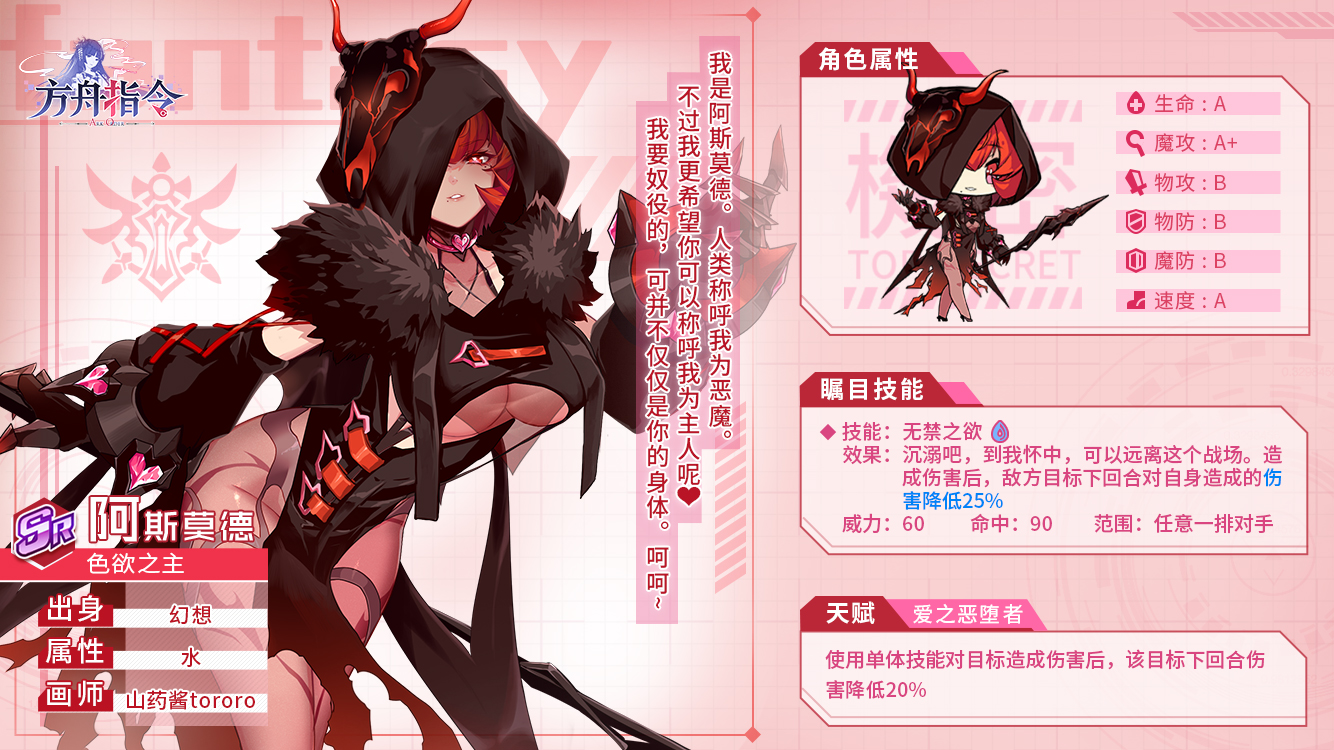 fantasy
方舟指令
Ark Order
我是阿斯莫德。人类称呼我为恶魔。
不过我更希望你可以称呼我为主人呢❤
我要奴役的，可并不仅仅是你的身体。呵呵~
SR
阿斯莫德
色欲之主
出身 幻想
属性 水
画师 山药酱tororo
角色属性
机密
TOP SECRET
生命：A
魔攻：A+
物攻：B
物防：B
魔防：B
速度：A
瞩目技能
◆技能：无禁之欲
效果：沉溺吧，到我怀中，可以远离这个战场。造
成伤害后，敌方目标下回合对自身造成的伤
害降低25%
威力：60 命中：90 范围：任意一排对手
天赋 爱之恶堕者
使用单体技能对目标造成伤害后，该目标下回合伤
害降低20%